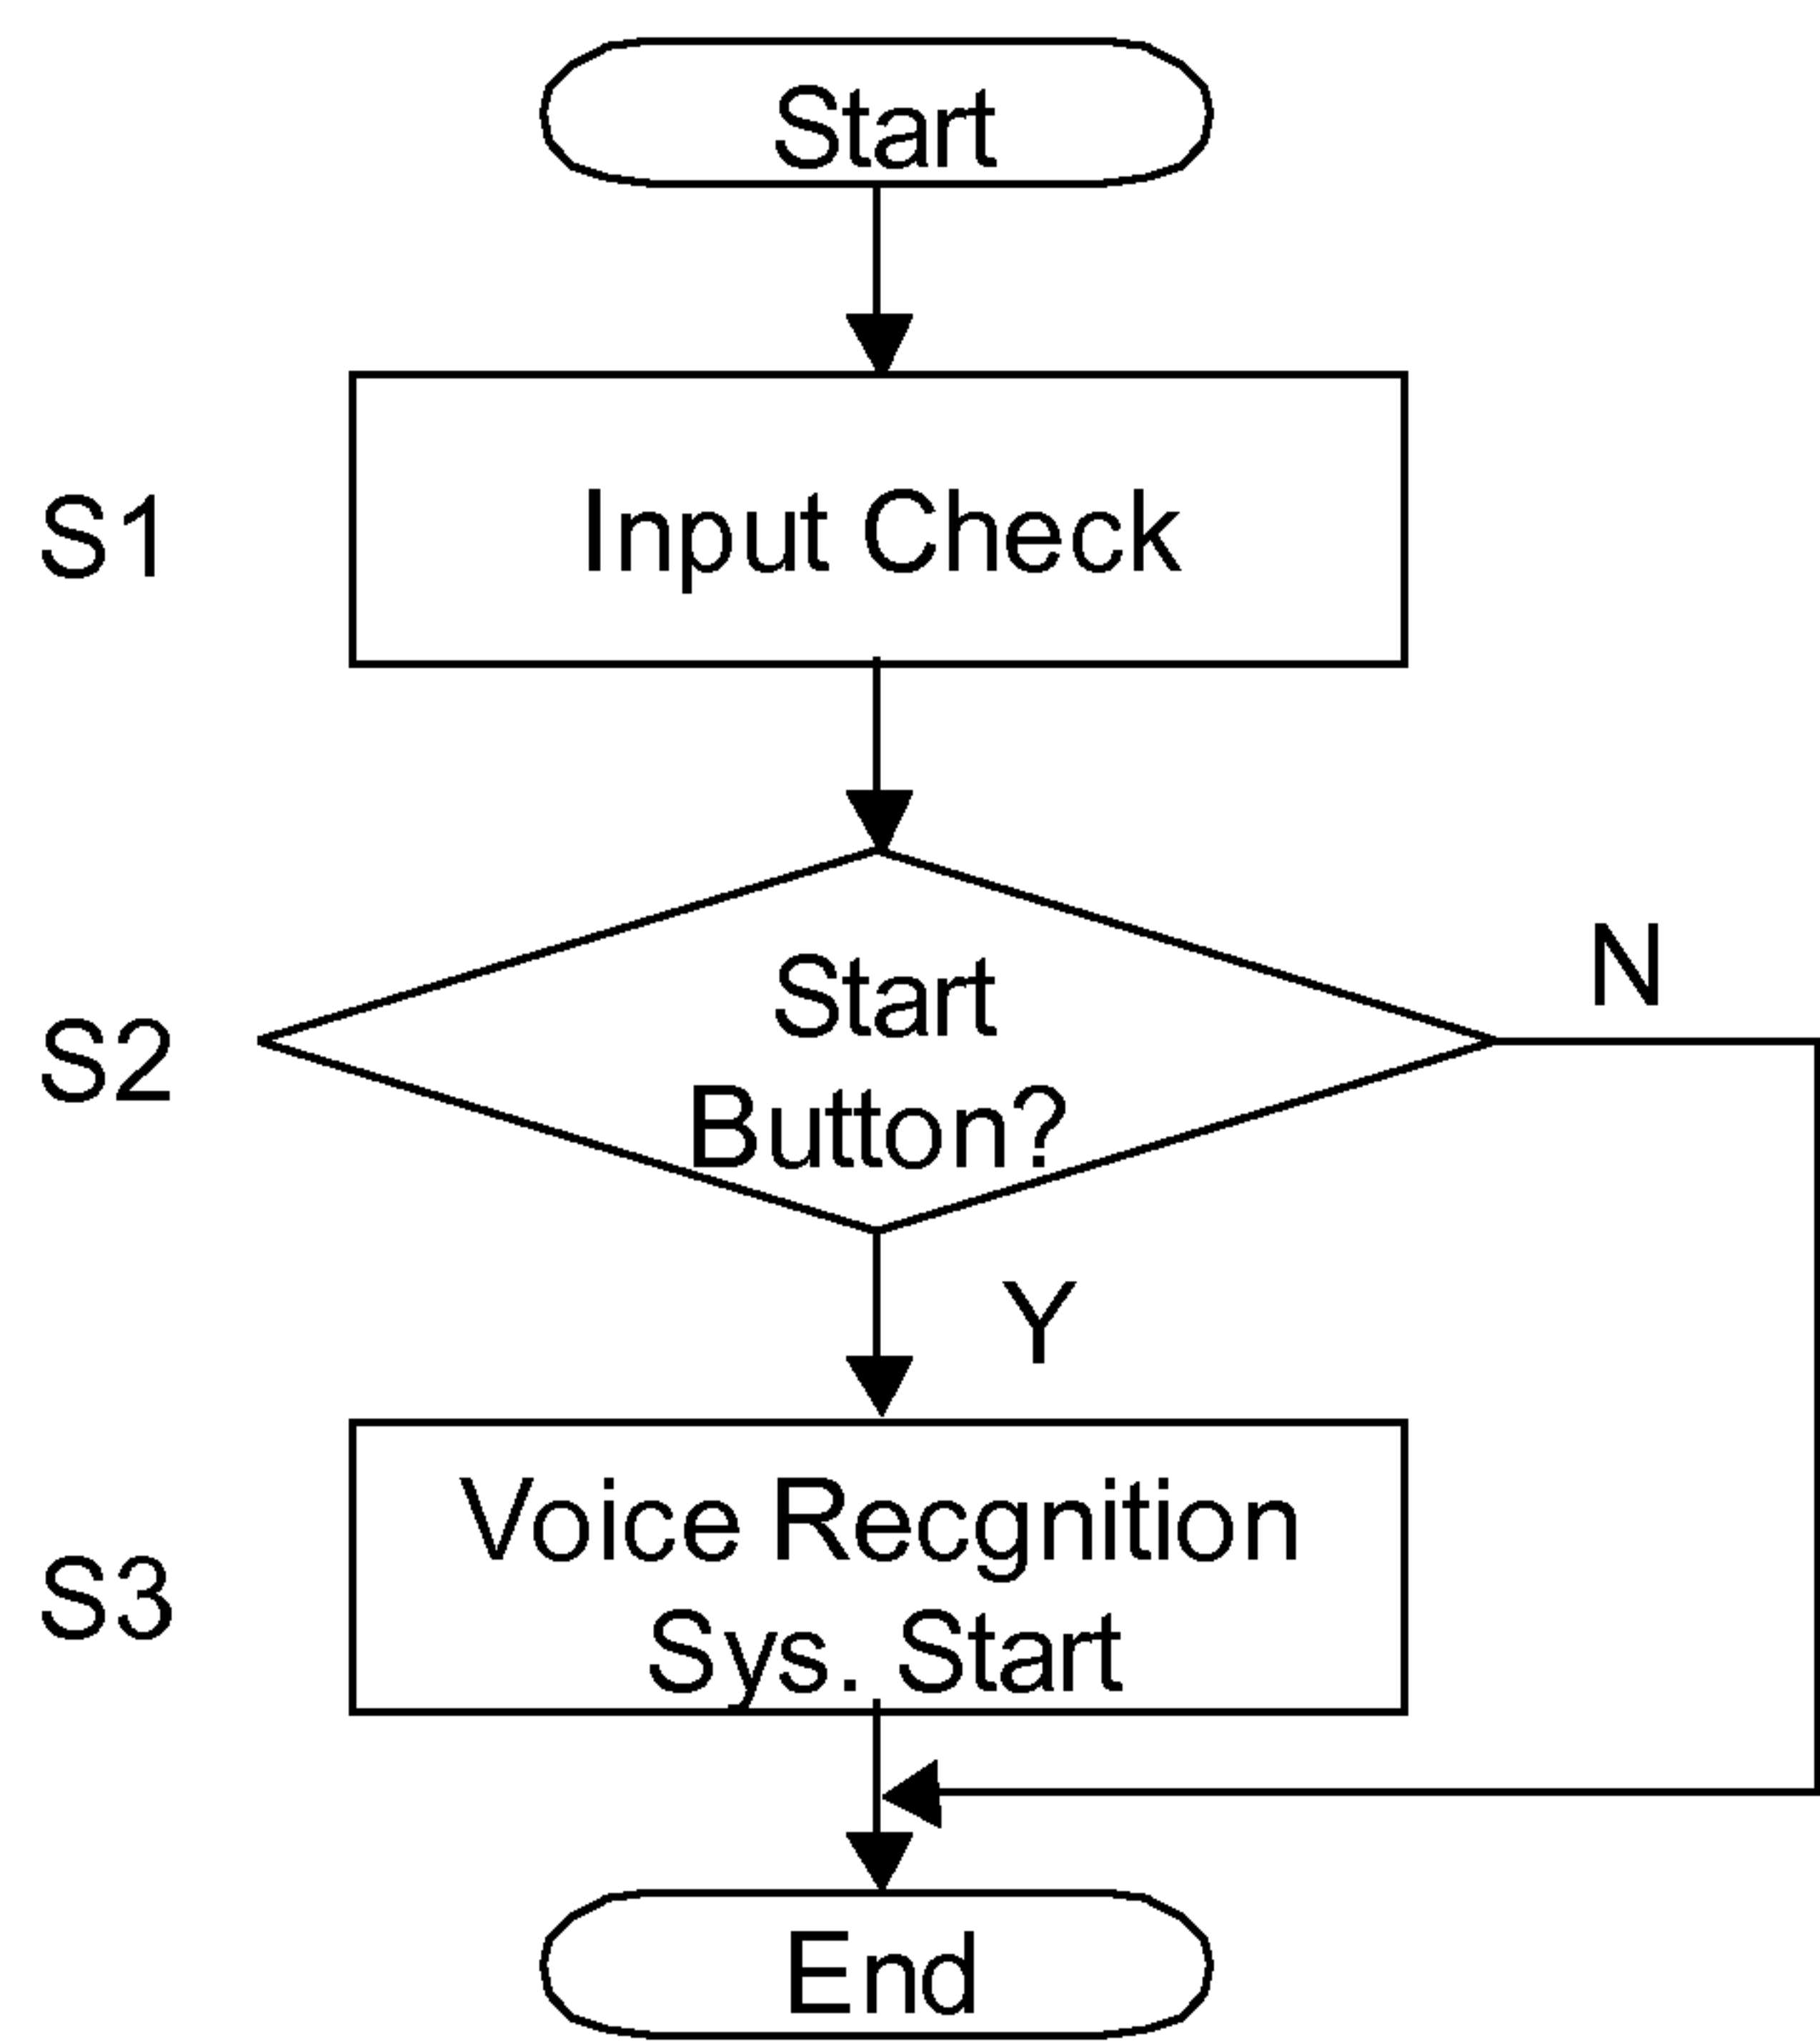 Start
S1
Input Check
S2
Start
Button?
N
Y
S3
Voice Recgnition
Sys. Start
End